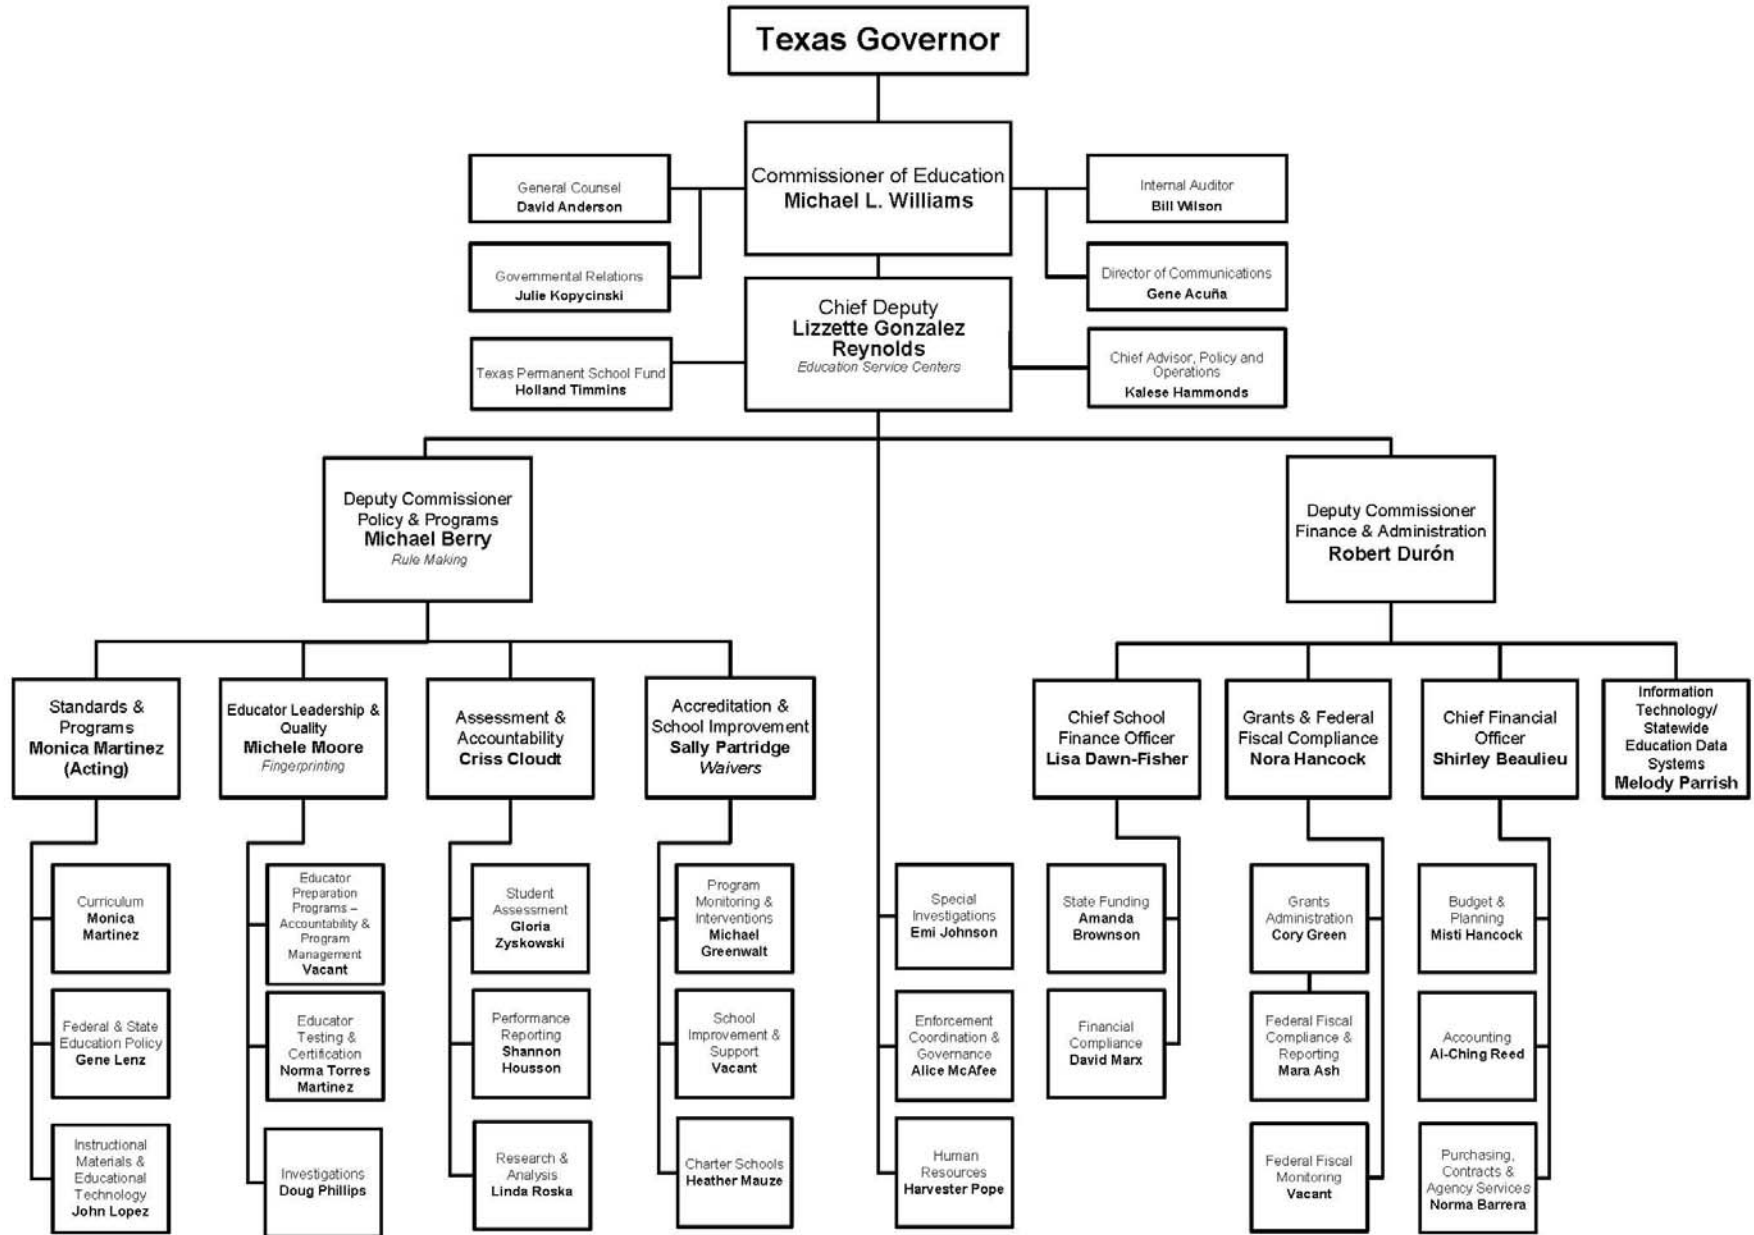 Texas Governor
Commissioner of Education
Michael L. Williams
General Counsel
David Anderson
Internal Auditor
Bill Wilson
Governmental Relations
Julie Kopycinski
Director of Communications
Gene Acuña
Chief Deputy
Lizzette Gonzalez
Reynolds
Education Service Centers
Texas Permanent School Fund
Holland Timmins
Chief Advisor, Policy and
Operations
Kalese Hammonds
Deputy Commissioner
Policy & Programs
Michael Berry
Rule Making
Deputy Commissioner
Finance & Administration
Robert Durón
Standards &
Programs
Monica Martinez
(Acting)
Educator Leadership &
Quality
Michele Moore
Fingerprinting
Assessment &
Accountability
Criss Cloudt
Accreditation &
School Improvement
Sally Partridge
Waivers
Chief School
Finance Officer
Lisa Dawn-Fisher
Grants & Federal
Fiscal Compliance
Nora Hancock
Chief Financial
Officer
Shirley Beaulieu
Information
Technology/
Statewide
Education Data
Systems
Melody Parrish
Curriculum
Monica
Martinez
Educator
Preparation
Programs –
Accountability &
Program
Management
Vacant
Student
Assessment
Gloria
Zyskowski
Program
Monitoring &
Interventions
Michael
Greenwalt
Special
Investigations
Emi Johnson
State Funding
Amanda
Brownson
Grants
Administration
Cory Green
Budget &
Planning
Misti Hancock
Federal & State
Education Policy
Gene Lenz
Educator
Testing &
Certification
Norma Torres
Martinez
Performance
Reporting
Shannon
Housson
School
Improvement &
Support
Vacant
Enforcement
Coordination &
Governance
Alice McAfee
Financial
Compliance
David Marx
Federal Fiscal
Compliance &
Reporting
Mara Ash
Accounting
Al-Ching Reed
Instructional
Materials &
Educational
Technology
John Lopez
Investigations
Doug Phillips
Research &
Analysis
Linda Roska
Charter Schools
Heather Mauze
Human
Resources
Harvester Pope
Federal Fiscal
Monitoring
Vacant
Purchasing,
Contracts &
Agency Services
Norma Barrera